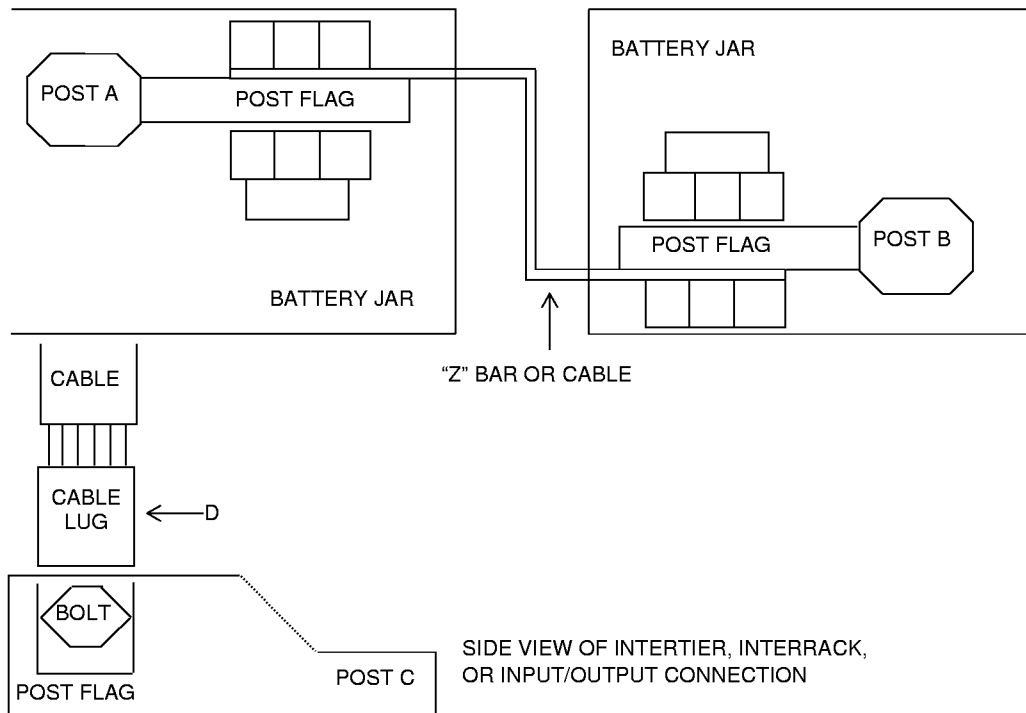 BATTERY JAR
POST A
POST FLAG
POST FLAG
POST B
BATTERY JAR
"Z" BAR OR CABLE
CABLE
CABLE
LUG
D
BOLT
POST FLAG
POST C
SIDE VIEW OF INTERTIER, INTERRACK,
OR INPUT/OUTPUT CONNECTION